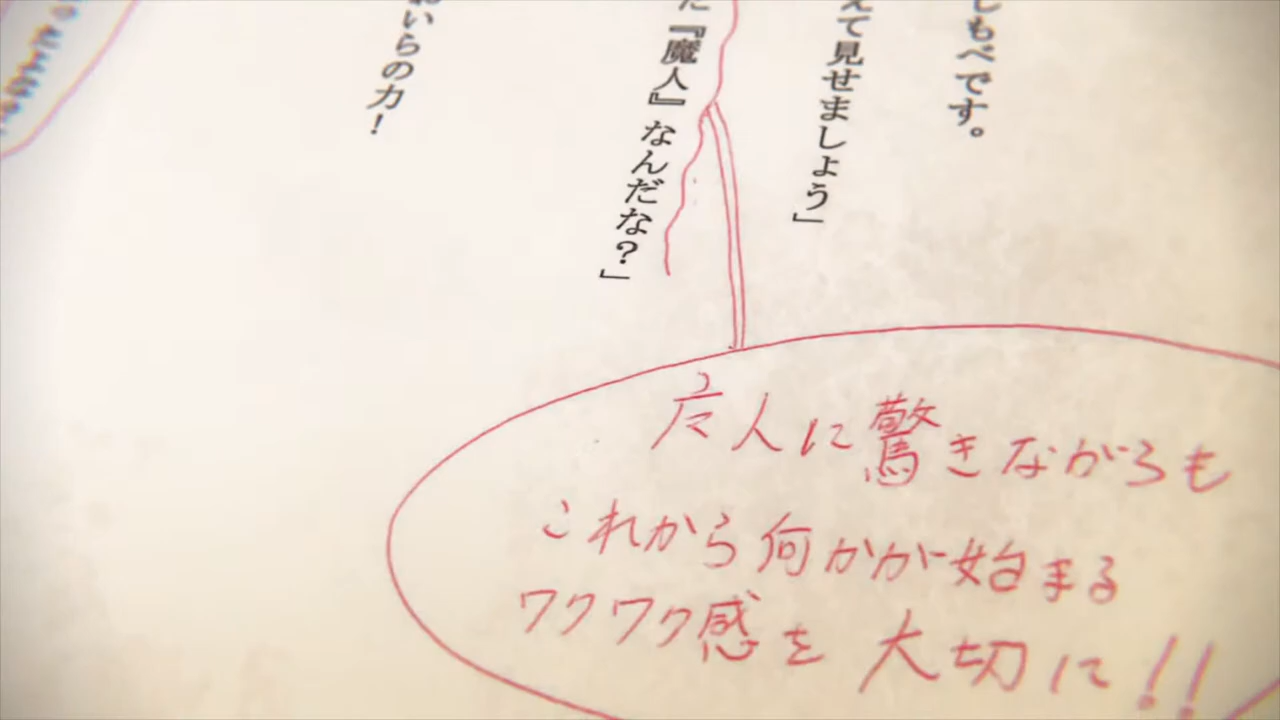 しもべです。
えて見せましょう」
た『魔人』なんだな？」
おいらの力！
魔人に驚きながらも
これから何かが始まる
ワクワク感を大切に!!